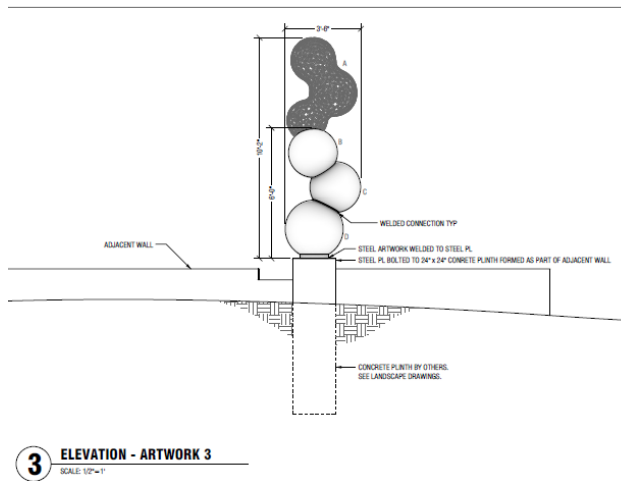 3'-6"
A
10'-2"
B
6'-0"
C
WELDED CONNECTION TYP
D
ADJACENT WALL
STEEL ARTWORK WELDED TO STEEL PL
STEEL PL BOLTED TO 24" x 24" CONRETE PLINTH FORMED AS PART OF ADJACENT WALL
CONCRETE PLINTH BY OTHERS.
SEE LANDSCAPE DRAWINGS.
3
ELEVATION - ARTWORK 3
SCALE: 1/2"=1'